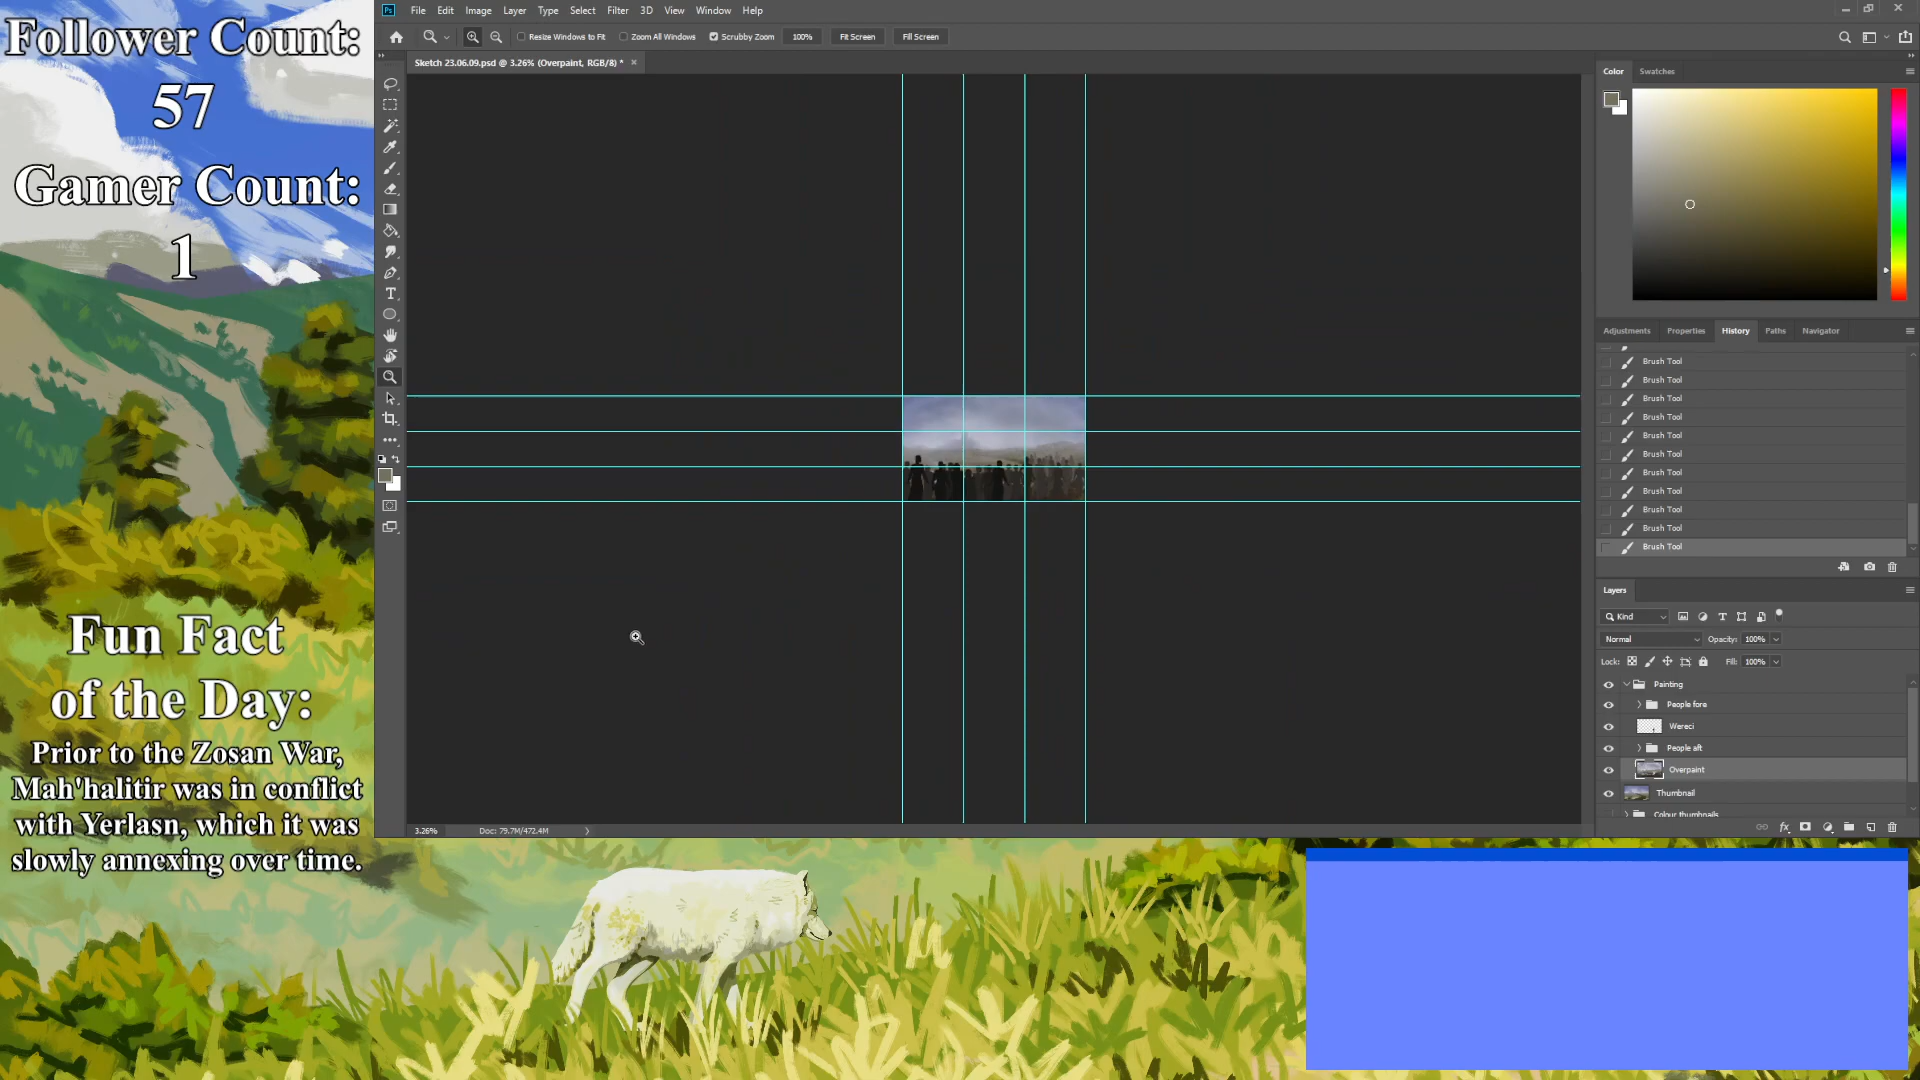 Follower Count:
57
Gamer Count:
1
Fun Fact
of the Day:
Prior to the Zosan War,
Mah'halitir was in conflict
with Yerlasn, which it was
slowly annexing over time.
Ps File Edit Image Layer Type Select Filter 3D View Window Help
Resize Windows to Fit Zoom All Windows Scrubby Zoom 100% Fit Screen Fill Screen
Sketch 23.06.09.psd @ 3.26% (Overpaint, RGB/8) *
3.26% Doc: 79.7M/472.4M
Color Swatches
Adjustments Properties History Paths Navigator
Brush Tool
Brush Tool
Brush Tool
Brush Tool
Brush Tool
Brush Tool
Brush Tool
Brush Tool
Brush Tool
Brush Tool
Brush Tool
Layers
Kind
Normal Opacity: 100%
Lock: Fill: 100%
Painting
People fore
Wereci
People aft
Overpaint
Thumbnail
Colour thumbnails